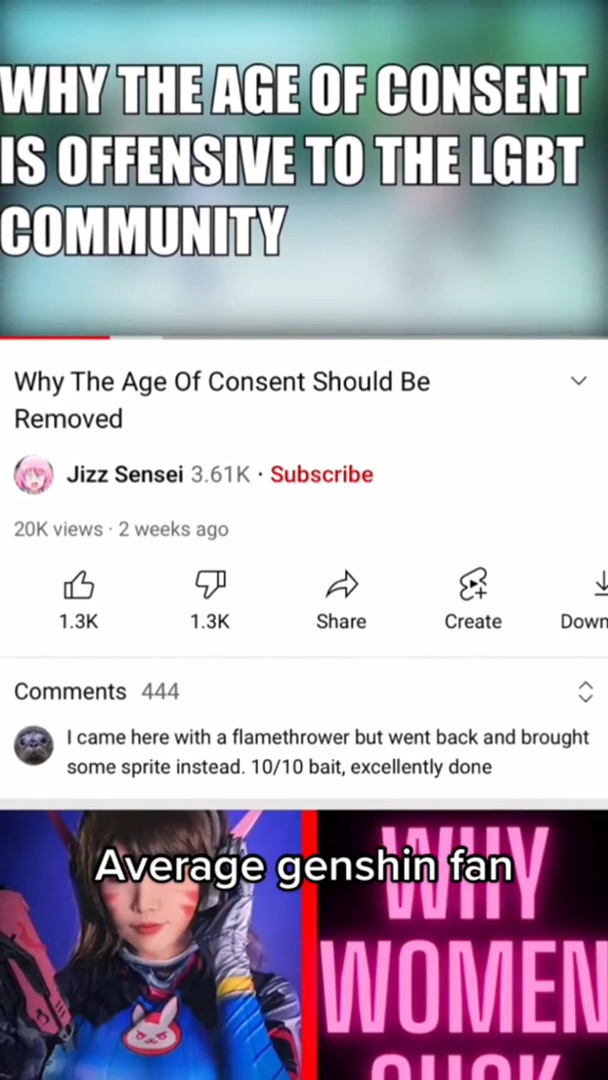 WHY THE AGE OF CONSENT
IS OFFENSIVE TO THE LGBT
COMMUNITY
Why The Age Of Consent Should Be
Removed
Jizz Sensei 3.61K · Subscribe
20K views · 2 weeks ago
1.3K
1.3K
Share
Create
Down
Comments 444
I came here with a flamethrower but went back and brought
some sprite instead. 10/10 bait, excellently done
Average genshin fan
WHY
WOMEN
SUCK